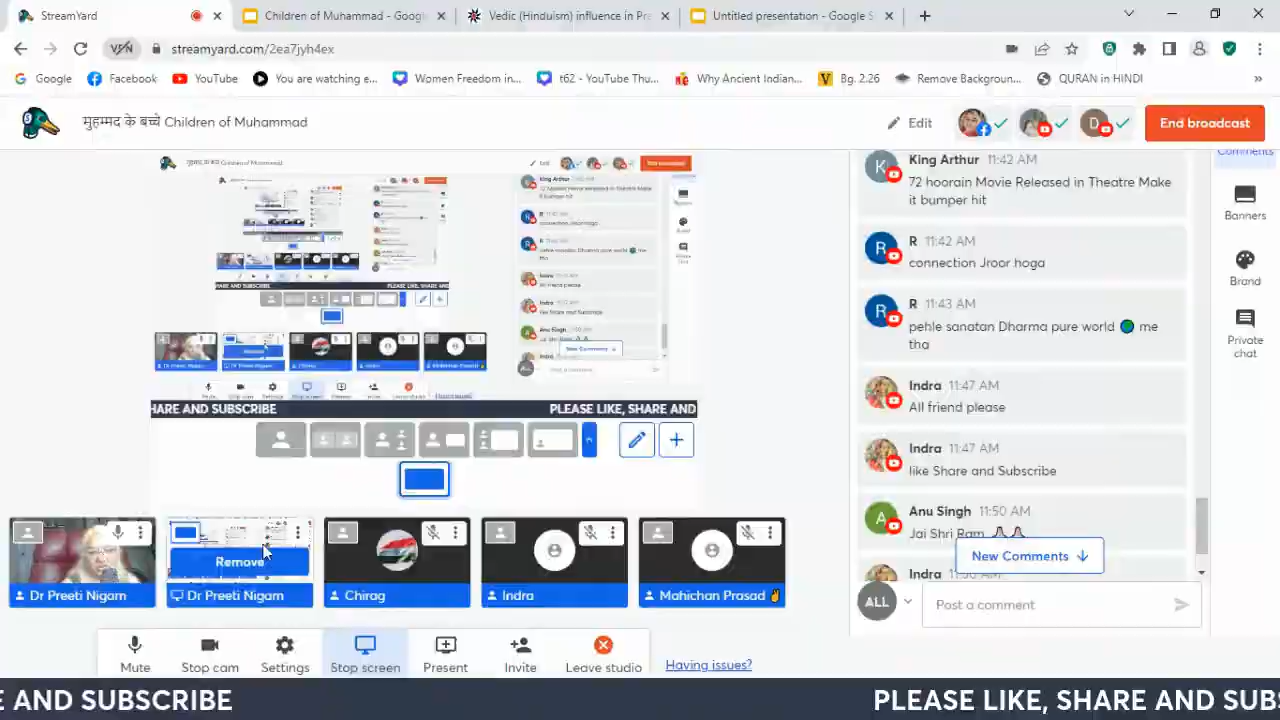 StreamYard
Children of Muhammad - Goog
Vedic (Hinduism) influence in Pre
Untitled presentation - Google S
VPN
streamyard.com/2ea7jyh4ex
Google
Facebook
YouTube
You are watching e...
Women Freedom in...
t62 - YouTube Thu...
Why Ancient Indian...
Bg. 2.26
Remove Backgroun...
QURAN in HINDI
»
मुहम्मद के बच्चे Children of Muhammad
Edit
D
End broadcast
Comments
King Arthur 11:42 AM
72 hoorain Movie Released in Theatre Make
it bumper hit
R 11:42 AM
connection Jroor hoga
R 11:43 AM
pehle sanatan Dharma pure world 🌍 me
tha
Indra 11:47 AM
All friend please
Indra 11:47 AM
like Share and Subscribe
Anu Singh 11:50 AM
Jai Shri Ram 🙏🙏
New Comments ↓
Indra
ALL
Post a comment
Banners
Brand
Private
chat
HARE AND SUBSCRIBE
PLEASE LIKE, SHARE AND
Remove
Dr Preeti Nigam
Dr Preeti Nigam
Chirag
Indra
Mahichan Prasad ✌
Mute
Stop cam
Settings
Stop screen
Present
Invite
Leave studio
Having issues?
E AND SUBSCRIBE
PLEASE LIKE, SHARE AND SUBS